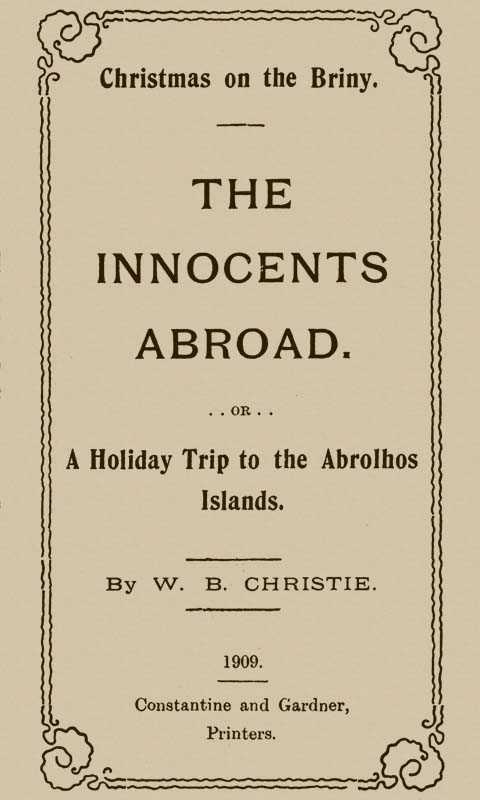 Christmas on the Briny.
THE
INNOCENTS
ABROAD.
. . OR . .
A Holiday Trip to the Abrolhos
Islands.
By W. B. CHRISTIE.
1909.
Constantine and Gardner,
Printers.